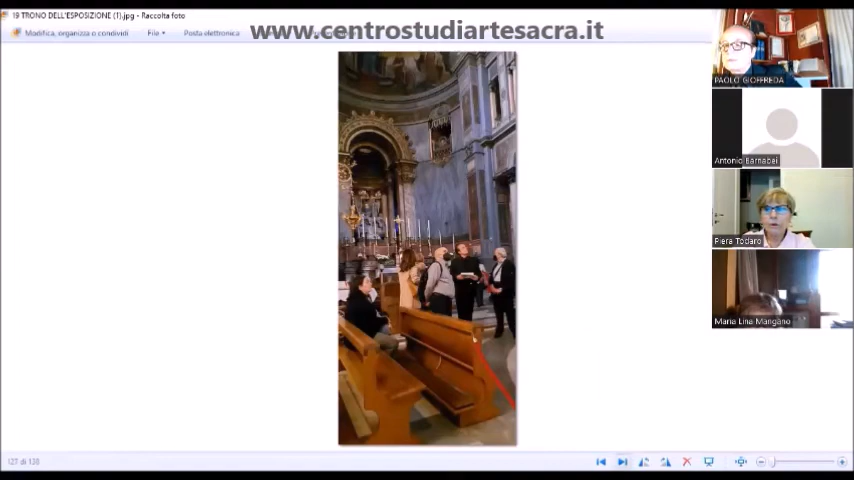 19 TRONO DELL'ESPOSIZIONE (1).jpg - Raccolta foto
www.centrostudiartesacra.it
Modifica, organizza o condividi File Posta elettronica
PAOLO GIOFFREDA
Antonio Barnabei
Piera Todaro
Maria Lina Mangano
127 di 138